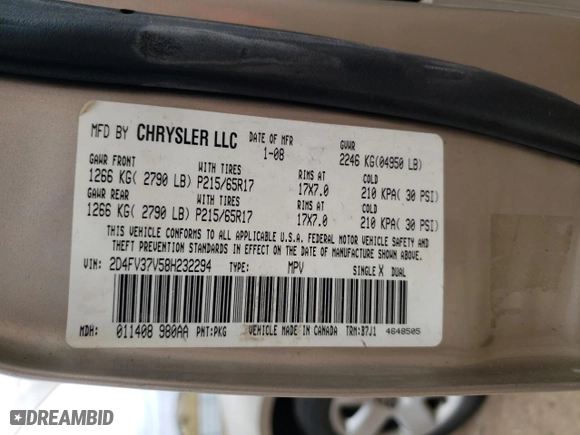 MFD BY CHRYSLER LLC DATE OF MFR 1-08 GVWR 2246 KG(04950 LB)
GAWR FRONT WITH TIRES RIMS AT COLD
1266 KG( 2790 LB) P215/65R17 17X7.0 210 KPA( 30 PSI)
GAWR REAR WITH TIRES RIMS AT COLD
1266 KG( 2790 LB) P215/65R17 17X7.0 210 KPA( 30 PSI)
THIS VEHICLE CONFORMS TO ALL APPLICABLE U.S.A. FEDERAL MOTOR VEHICLE SAFETY AND
THEFT PREVENTION STANDARDS IN EFFECT ON THE DATE OF MANUFACTURE SHOWN ABOVE.
VIN: 2D4FV37V58H232294 TYPE: MPV SINGLE X DUAL
MDH: 011408 980AA PNT:PKG VEHICLE MADE IN CANADA TRM:B7J1 4648505
DREAMBID